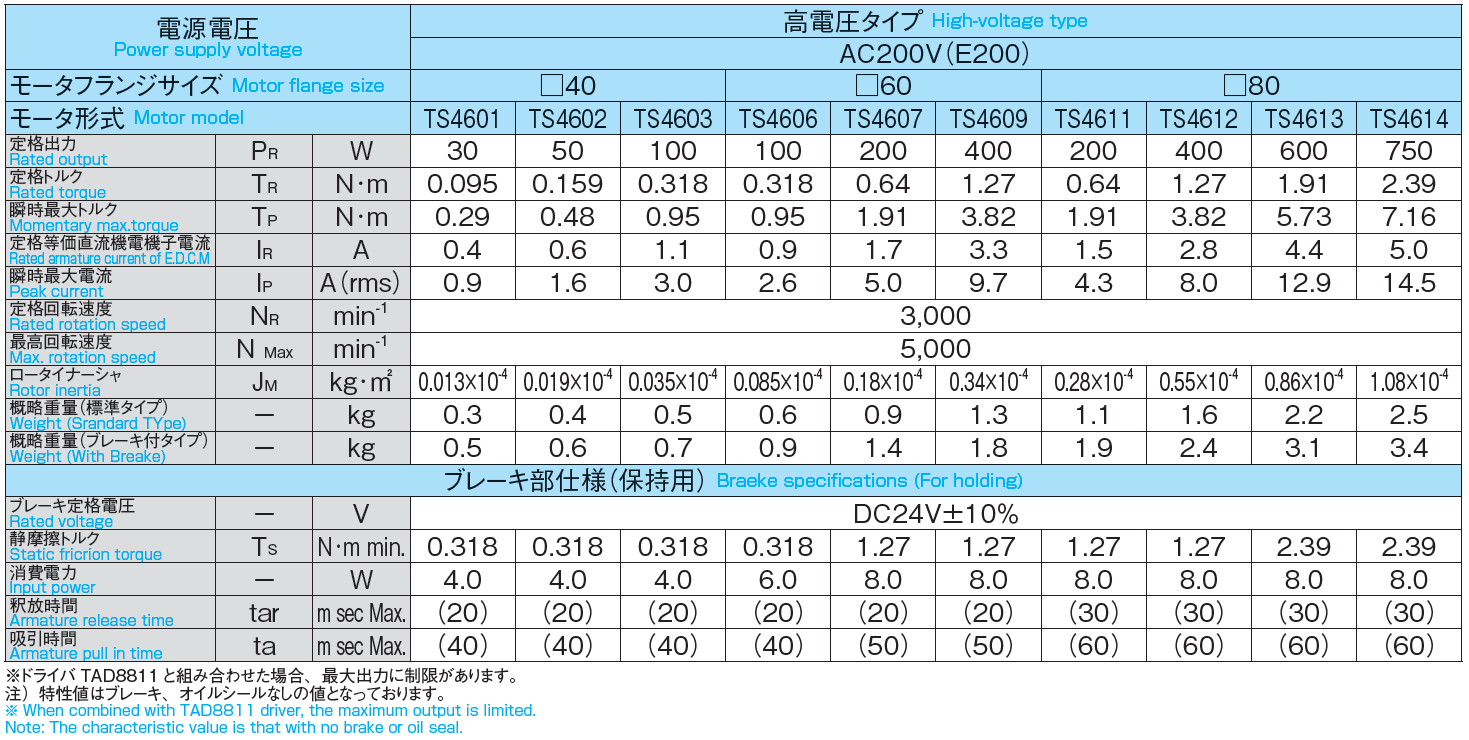 電源電圧 高電圧タイプ High-voltage type
Power supply voltage
AC200V（E200）
モータフランジサイズ Motor flange size □40 □60 □80
モータ形式 Motor model TS4601 TS4602 TS4603 TS4606 TS4607 TS4609 TS4611 TS4612 TS4613 TS4614
定格出力
Rated output PR W 30 50 100 100 200 400 200 400 600 750
定格トルク
Rated torque TR N･m 0.095 0.159 0.318 0.318 0.64 1.27 0.64 1.27 1.91 2.39
瞬時最大トルク
Momentary max.torque TP N･m 0.29 0.48 0.95 0.95 1.91 3.82 1.91 3.82 5.73 7.16
定格等価直流機電機子電流
Rated armature current of E.D.C.M IR A 0.4 0.6 1.1 0.9 1.7 3.3 1.5 2.8 4.4 5.0
瞬時最大電流
Peak current IP A（rms） 0.9 1.6 3.0 2.6 5.0 9.7 4.3 8.0 12.9 14.5
定格回転速度
Rated rotation speed NR min-1 3,000
最高回転速度
Max. rotation speed N Max min-1 5,000
ロータイナーシャ
Rotor inertia JM kg･㎡ 0.013×10-4 0.019×10-4 0.035×10-4 0.085×10-4 0.18×10-4 0.34×10-4 0.28×10-4 0.55×10-4 0.86×10-4 1.08×10-4
概略重量（標準タイプ）
Weight (Srandard TYpe) － kg 0.3 0.4 0.5 0.6 0.9 1.3 1.1 1.6 2.2 2.5
概略重量（ブレーキ付タイプ）
Weight (With Breake) － kg 0.5 0.6 0.7 0.9 1.4 1.8 1.9 2.4 3.1 3.4
ブレーキ部仕様（保持用） Braeke specifications (For holding)
ブレーキ定格電圧
Rated voltage － V DC24V±10%
静摩擦トルク
Static fricrion torque TS N･m min. 0.318 0.318 0.318 0.318 1.27 1.27 1.27 1.27 2.39 2.39
消費電力
Input power － W 4.0 4.0 4.0 6.0 8.0 8.0 8.0 8.0 8.0 8.0
釈放時間
Armature release time tar m sec Max. （20） （20） （20） （20） （20） （20） （30） （30） （30） （30）
吸引時間
Armature pull in time ta m sec Max. （40） （40） （40） （40） （50） （50） （60） （60） （60） （60）
※ドライバ TAD8811 と組み合わせた場合、最大出力に制限があります。
注）特性値はブレーキ、オイルシールなしの値となっております。
※ When combined with TAD8811 driver, the maximum output is limited.
Note: The characteristic value is that with no brake or oil seal.